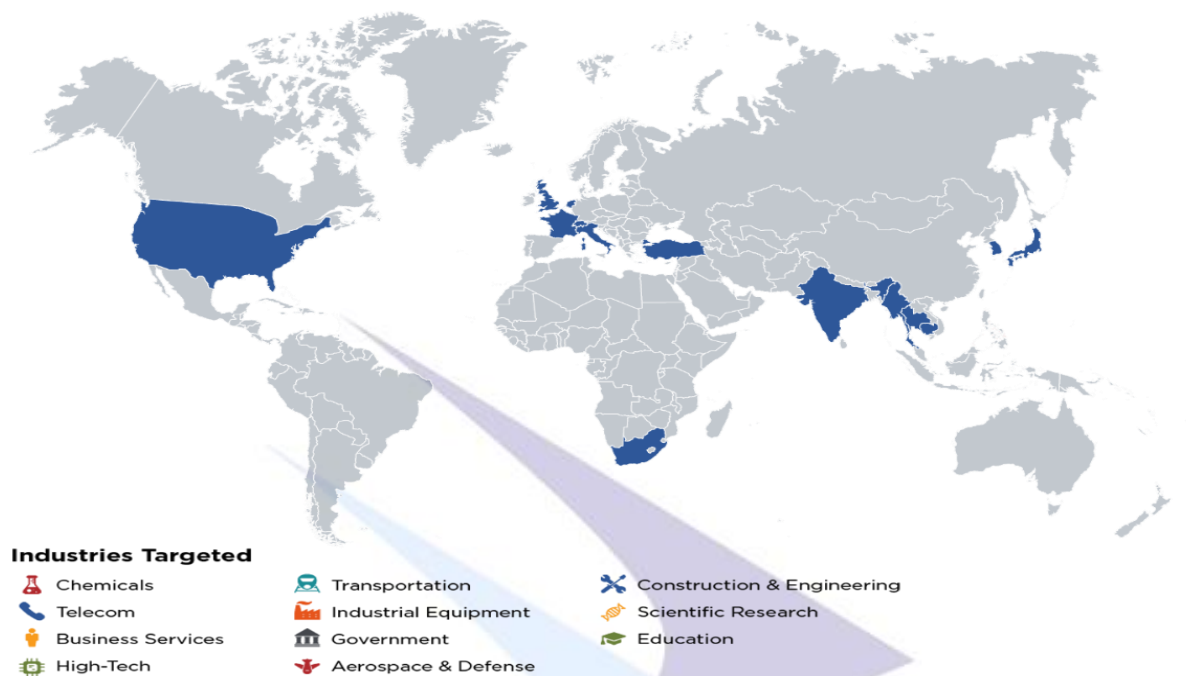 Industries Targeted
Chemicals
Telecom
Business Services
High-Tech
Transportation
Industrial Equipment
Government
Aerospace & Defense
Construction & Engineering
Scientific Research
Education